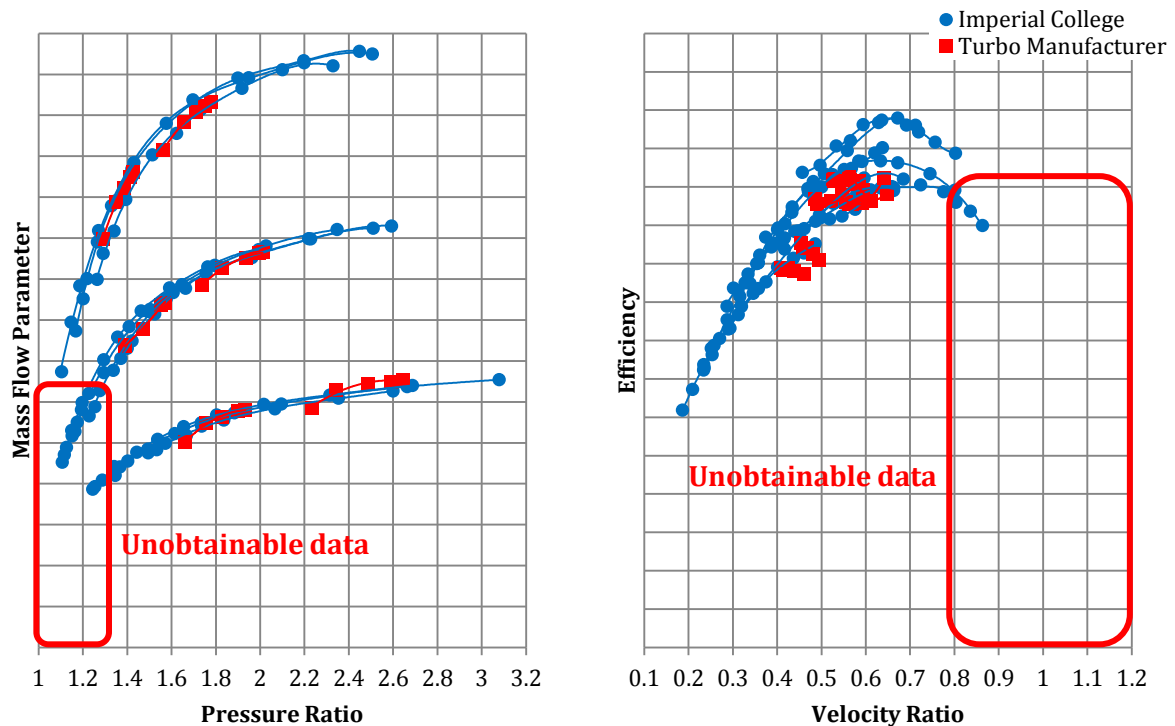 Imperial College
Turbo Manufacturer
Mass Flow Parameter
Unobtainable data
1 1.2 1.4 1.6 1.8 2 2.2 2.4 2.6 2.8 3 3.2
Pressure Ratio
Efficiency
Unobtainable data
0.1 0.2 0.3 0.4 0.5 0.6 0.7 0.8 0.9 1 1.1 1.2
Velocity Ratio